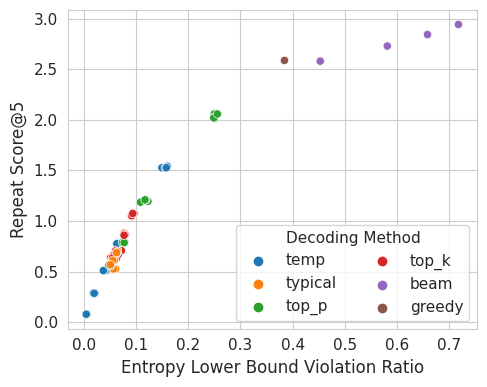 Repeat Score@5
3.0
2.5
2.0
1.5
1.0
0.5
0.0
Decoding Method
temp
typical
top_p
top_k
beam
greedy
0.0 0.1 0.2 0.3 0.4 0.5 0.6 0.7
Entropy Lower Bound Violation Ratio